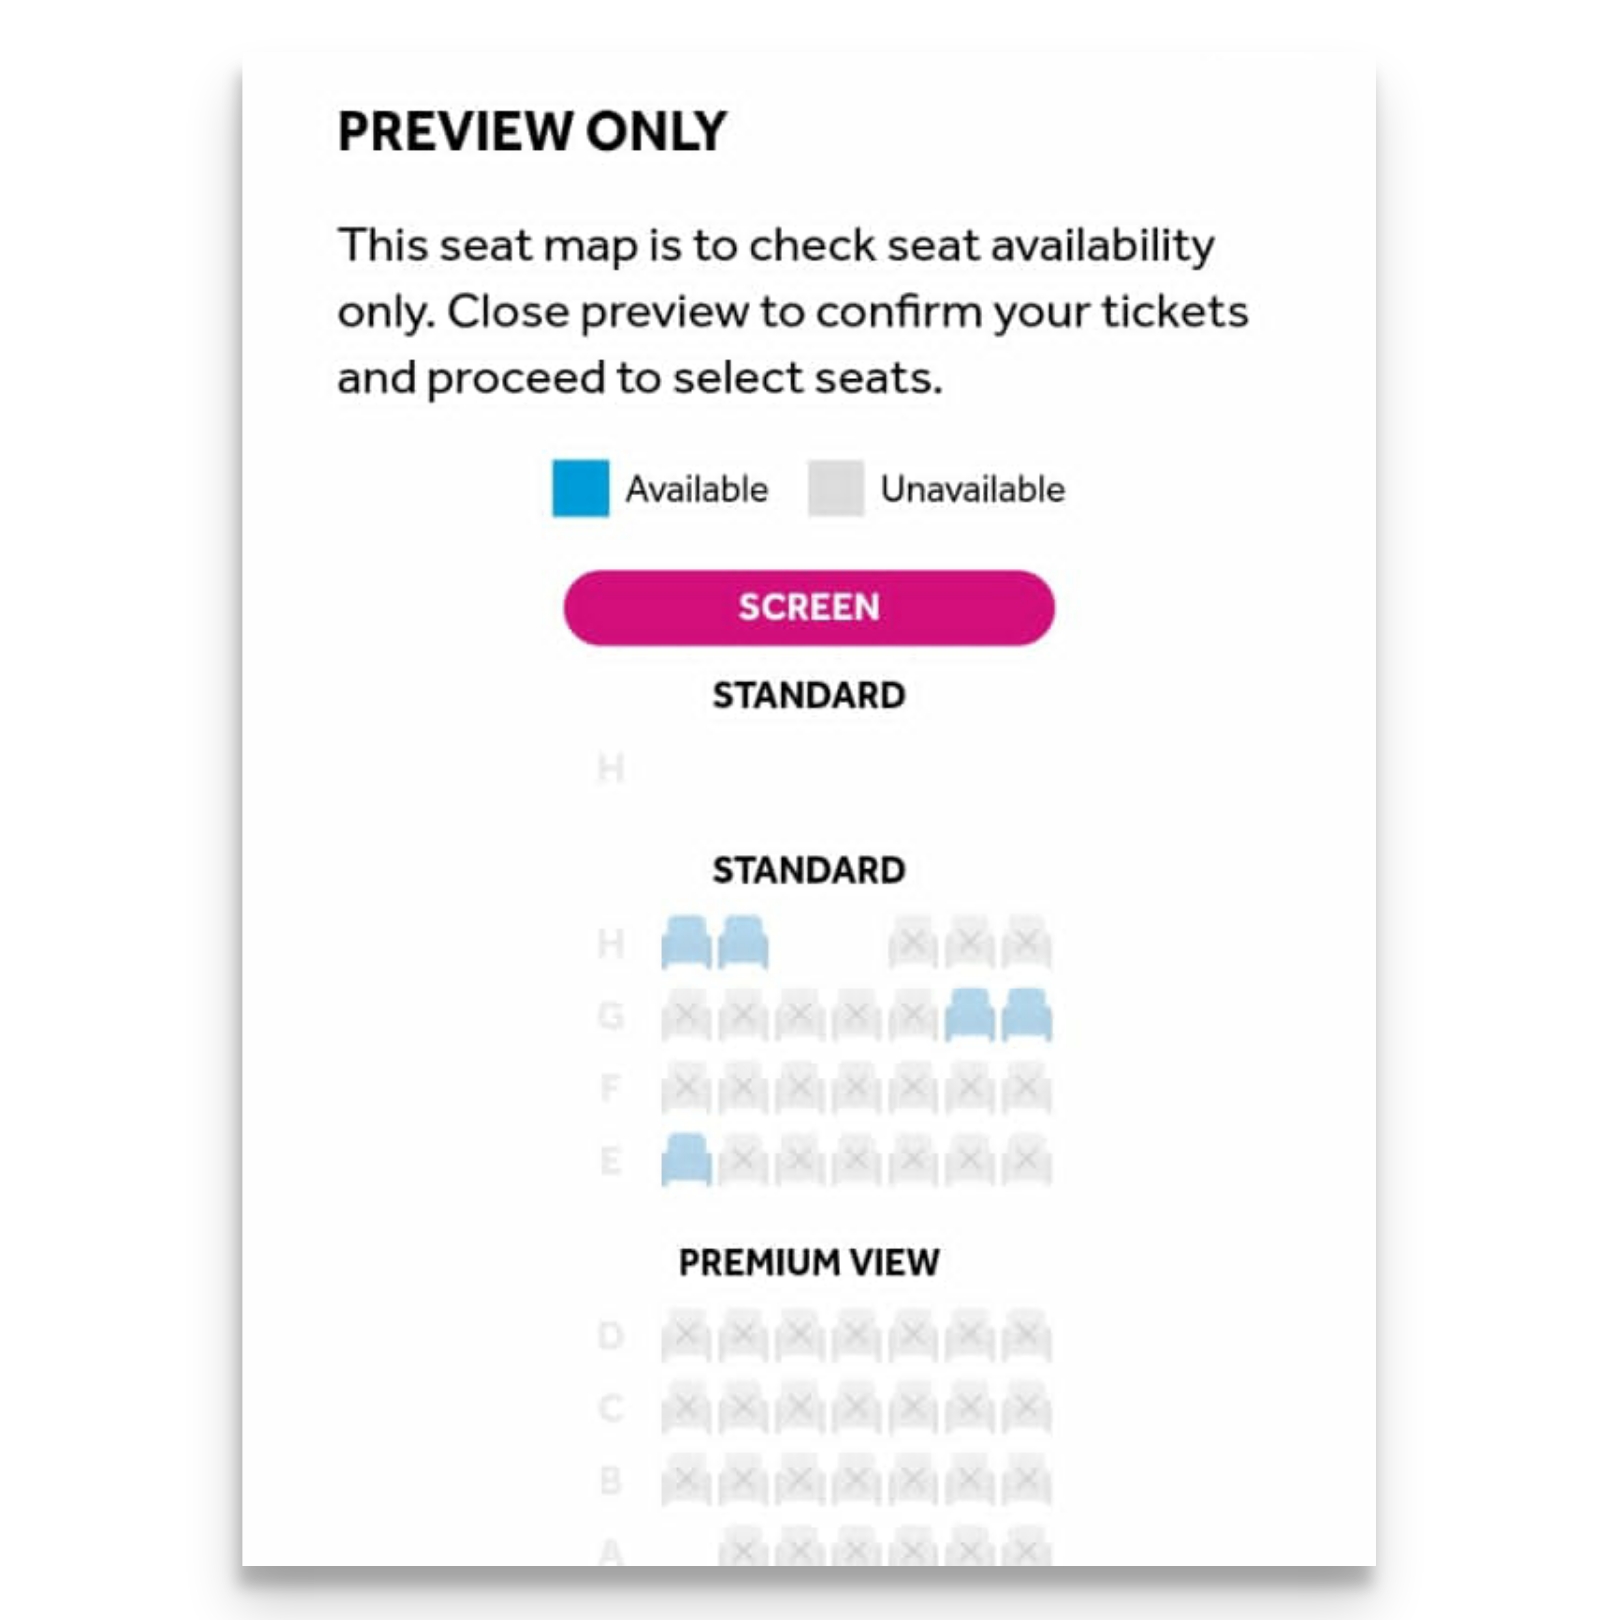 PREVIEW ONLY
This seat map is to check seat availability
only. Close preview to confirm your tickets
and proceed to select seats.
Available Unavailable
SCREEN
STANDARD
H
STANDARD
H
G
F
E
PREMIUM VIEW
D
C
B
A